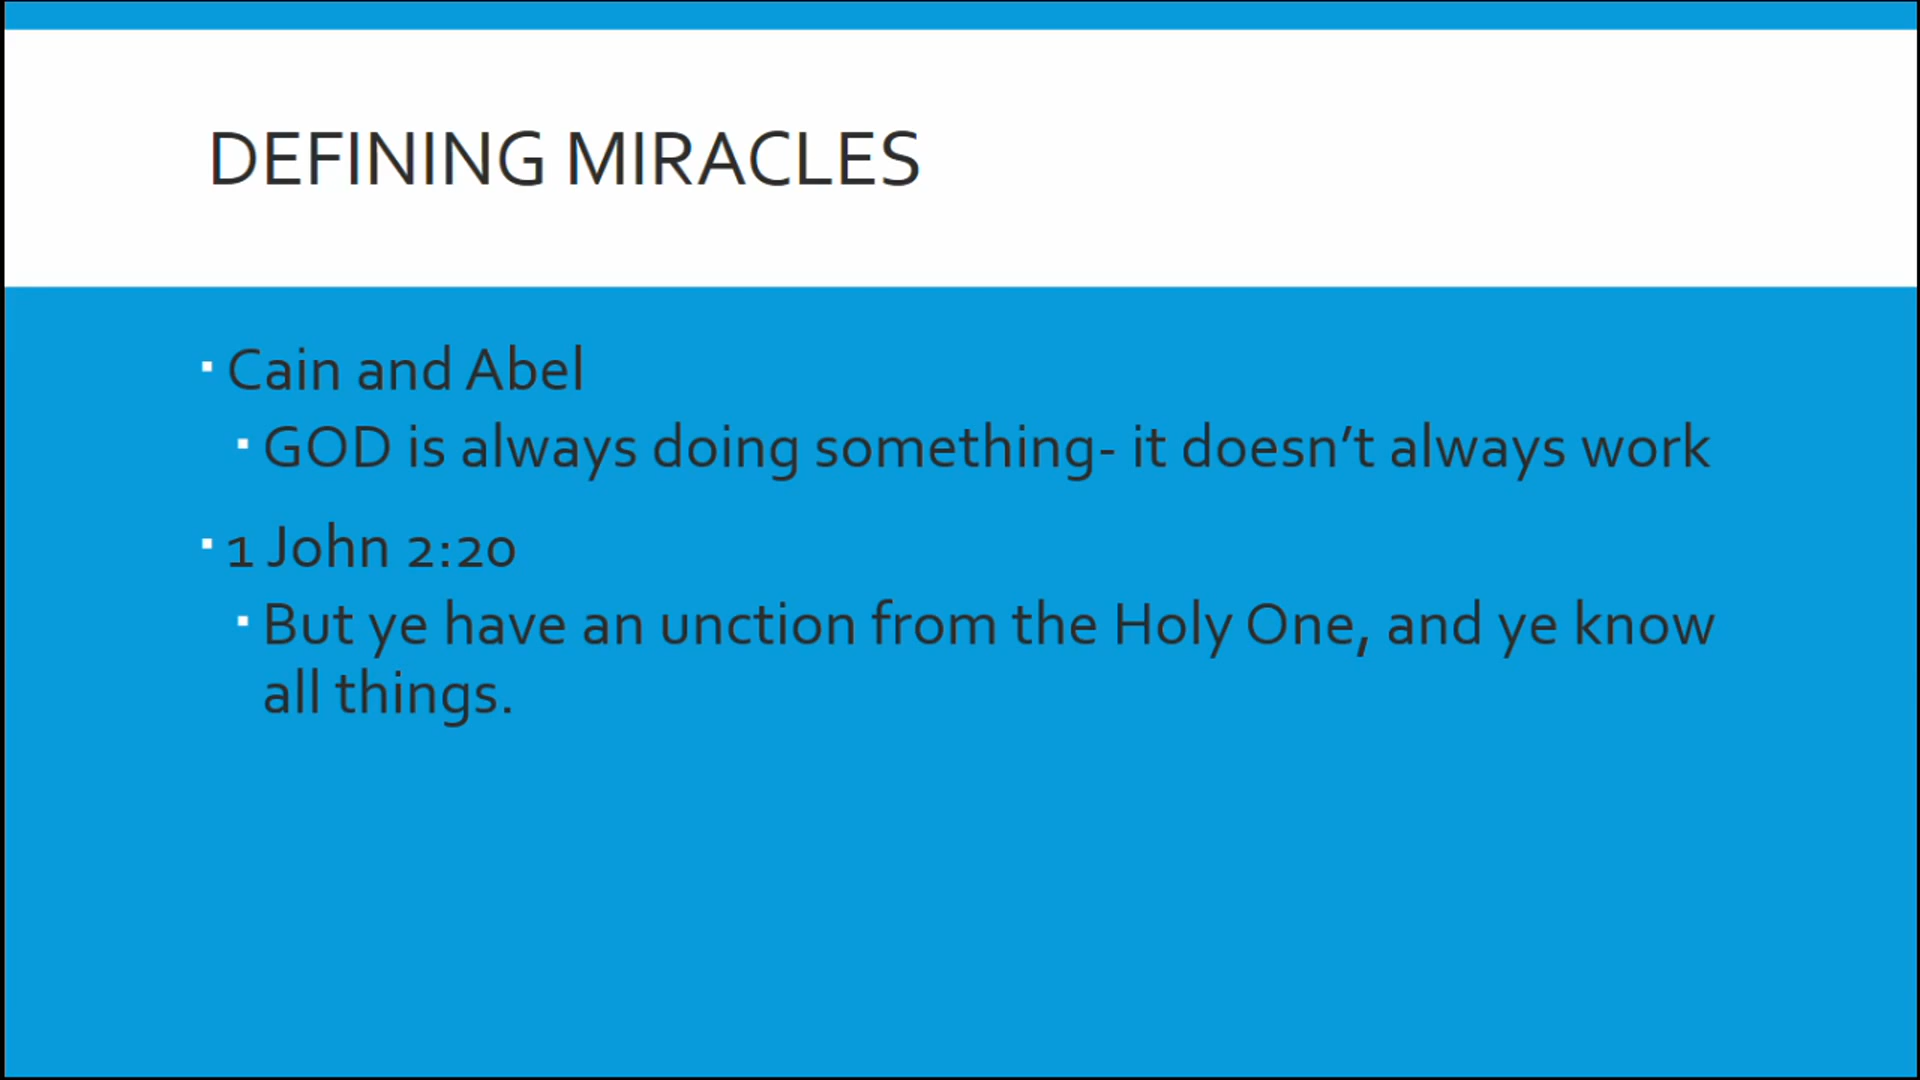 DEFINING MIRACLES
Cain and Abel
GOD is always doing something- it doesn’t always work
1 John 2:20
But ye have an unction from the Holy One, and ye know
all things.